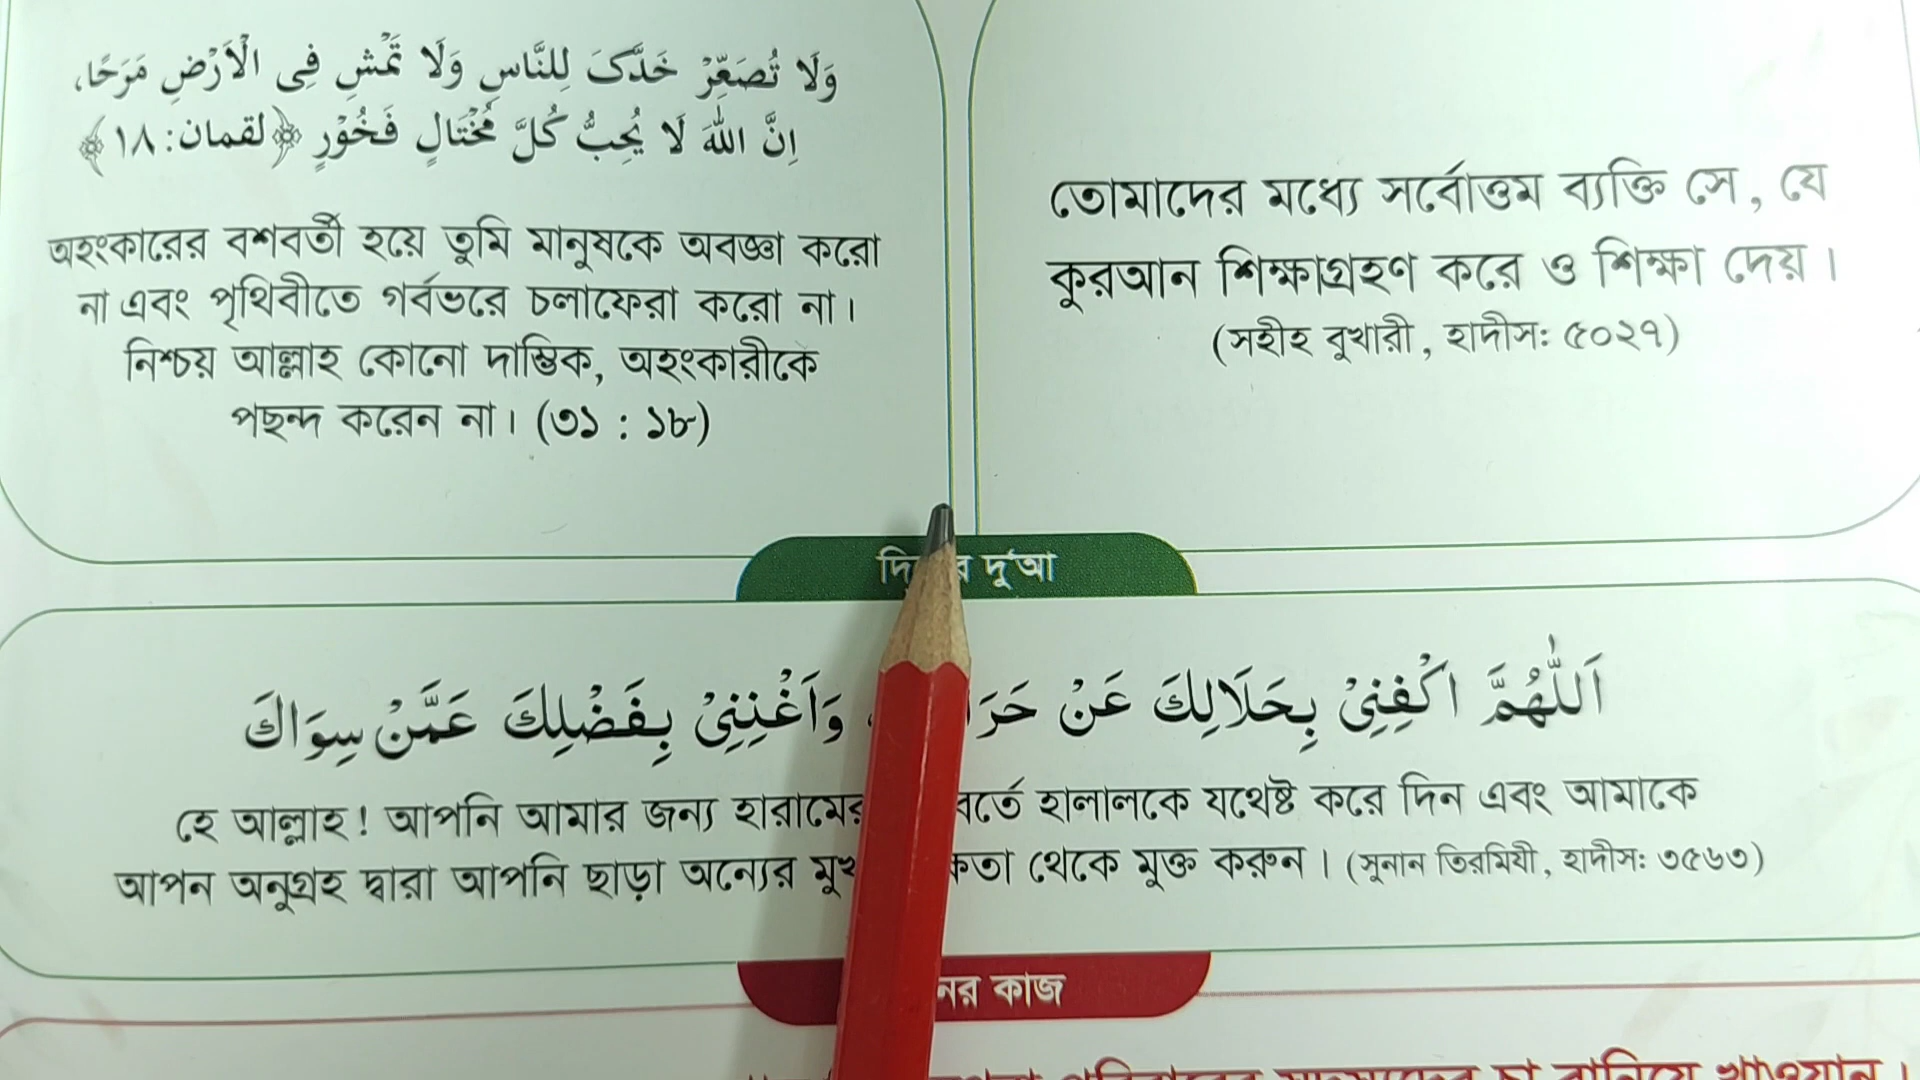 وَلَا تُصَعِّرْ خَدَّکَ لِلنَّاسِ وَلَا تَمْشِ فِی الْاَرْضِ مَرَحًا،
اِنَّ اللّٰهَ لَا یُحِبُّ کُلَّ مُخْتَالٍ فَخُوْرٍ ﴿لقمان: ١٨﴾
অহংকারের বশবর্তী হয়ে তুমি মানুষকে অবজ্ঞা করো
না এবং পৃথিবীতে গর্বভরে চলাফেরা করো না।
নিশ্চয় আল্লাহ কোনো দাম্ভিক, অহংকারীকে
পছন্দ করেন না। (৩১ : ১৮)
তোমাদের মধ্যে সর্বোত্তম ব্যক্তি সে, যে
কুরআন শিক্ষাগ্রহণ করে ও শিক্ষা দেয়।
(সহীহ বুখারী, হাদীস: ৫০২৭)
দু'আ
اَللّٰهُمَّ اكْفِنِيْ بِحَلَالِكَ عَنْ وَاَغْنِنِيْ بِفَضْلِكَ عَمَّنْ سِوَاكَ
হে আল্লাহ! আপনি আমার জন্য হারামের হালালকে যথেষ্ট করে দিন এবং আমাকে
আপন অনুগ্রহ দ্বারা আপনি ছাড়া অন্যের থেকে মুক্ত করুন। (সুনান তিরমিযী, হাদীস: ৩৫৬৩)
কাজ